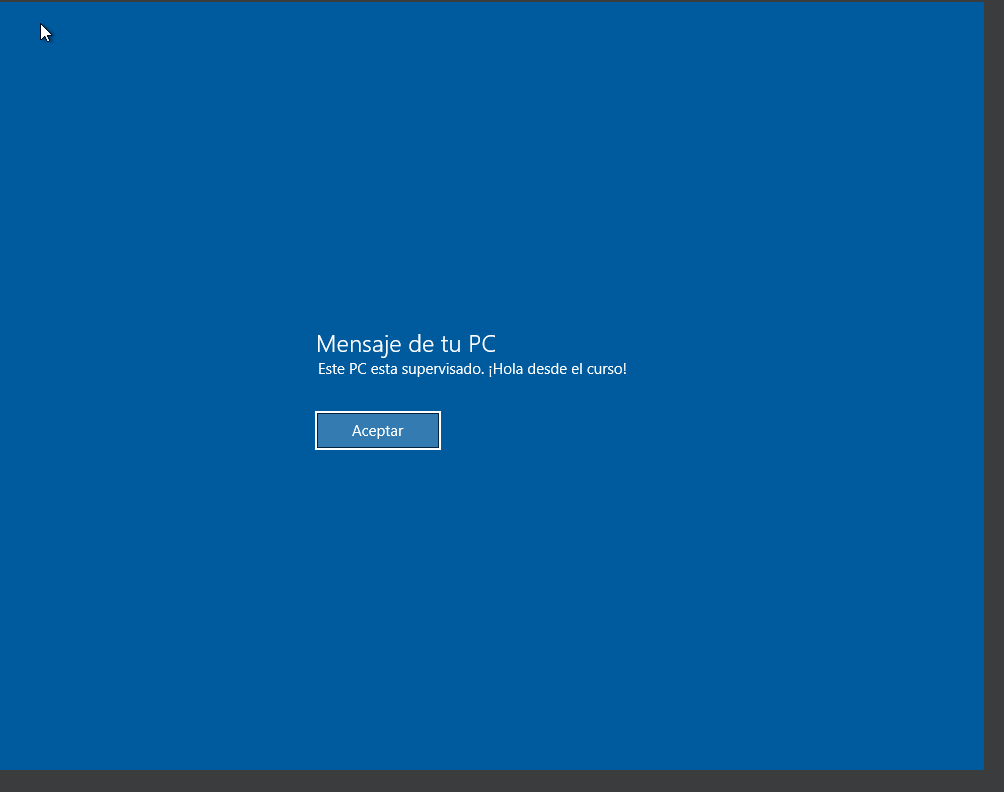 Mensaje de tu PC
Este PC esta supervisado. ¡Hola desde el curso!
Aceptar